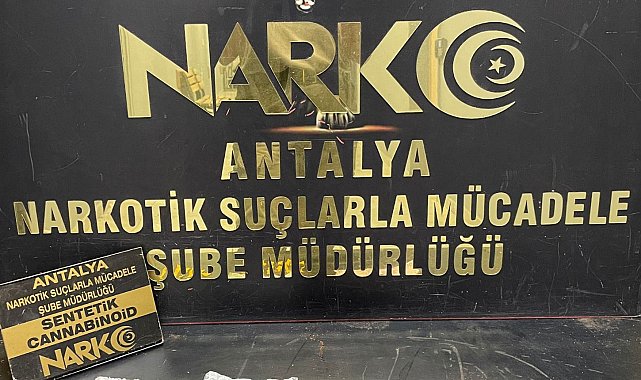 NARKO
ANTALYA
NARKOTİK SUÇLARLA MÜCADELE
ŞUBE MÜDÜRLÜĞÜ
ANTALYA
NARKOTİK SUÇLARLA MÜCADELE
ŞUBE MÜDÜRLÜĞÜ
SENTETİK
CANNABİNOİD
NARKO